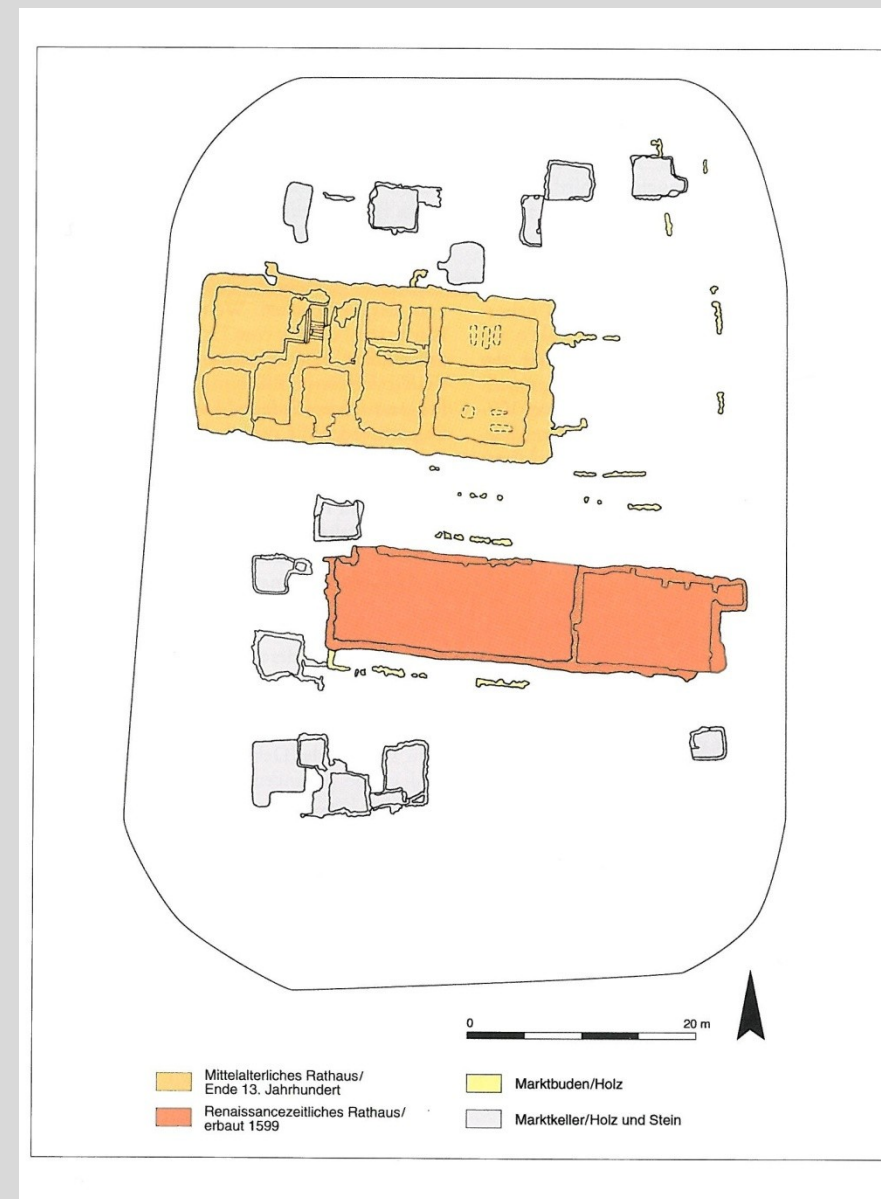 0
20 m
Mittelalterliches Rathaus/
Ende 13. Jahrhundert
Renaissancezeitliches Rathaus/
erbaut 1599
Marktbuden/Holz
Marktkeller/Holz und Stein